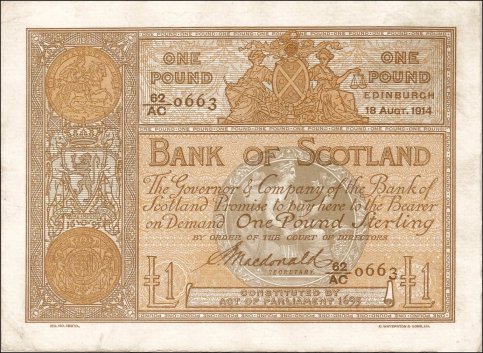 ONE POUND
ONE POUND
EDINBURGH
18 AUGT. 1914
62/AC 0663
BANK OF SCOTLAND
The Governor & Company of the Bank of
Scotland Promise to pay here to the Bearer
on Demand One Pound Sterling
BY ORDER OF THE COURT OF DIRECTORS
Macdonald
SECRETARY.
62/AC 0663
£1
£1
CONSTITUTED BY
ACT OF PARLIAMENT 1695